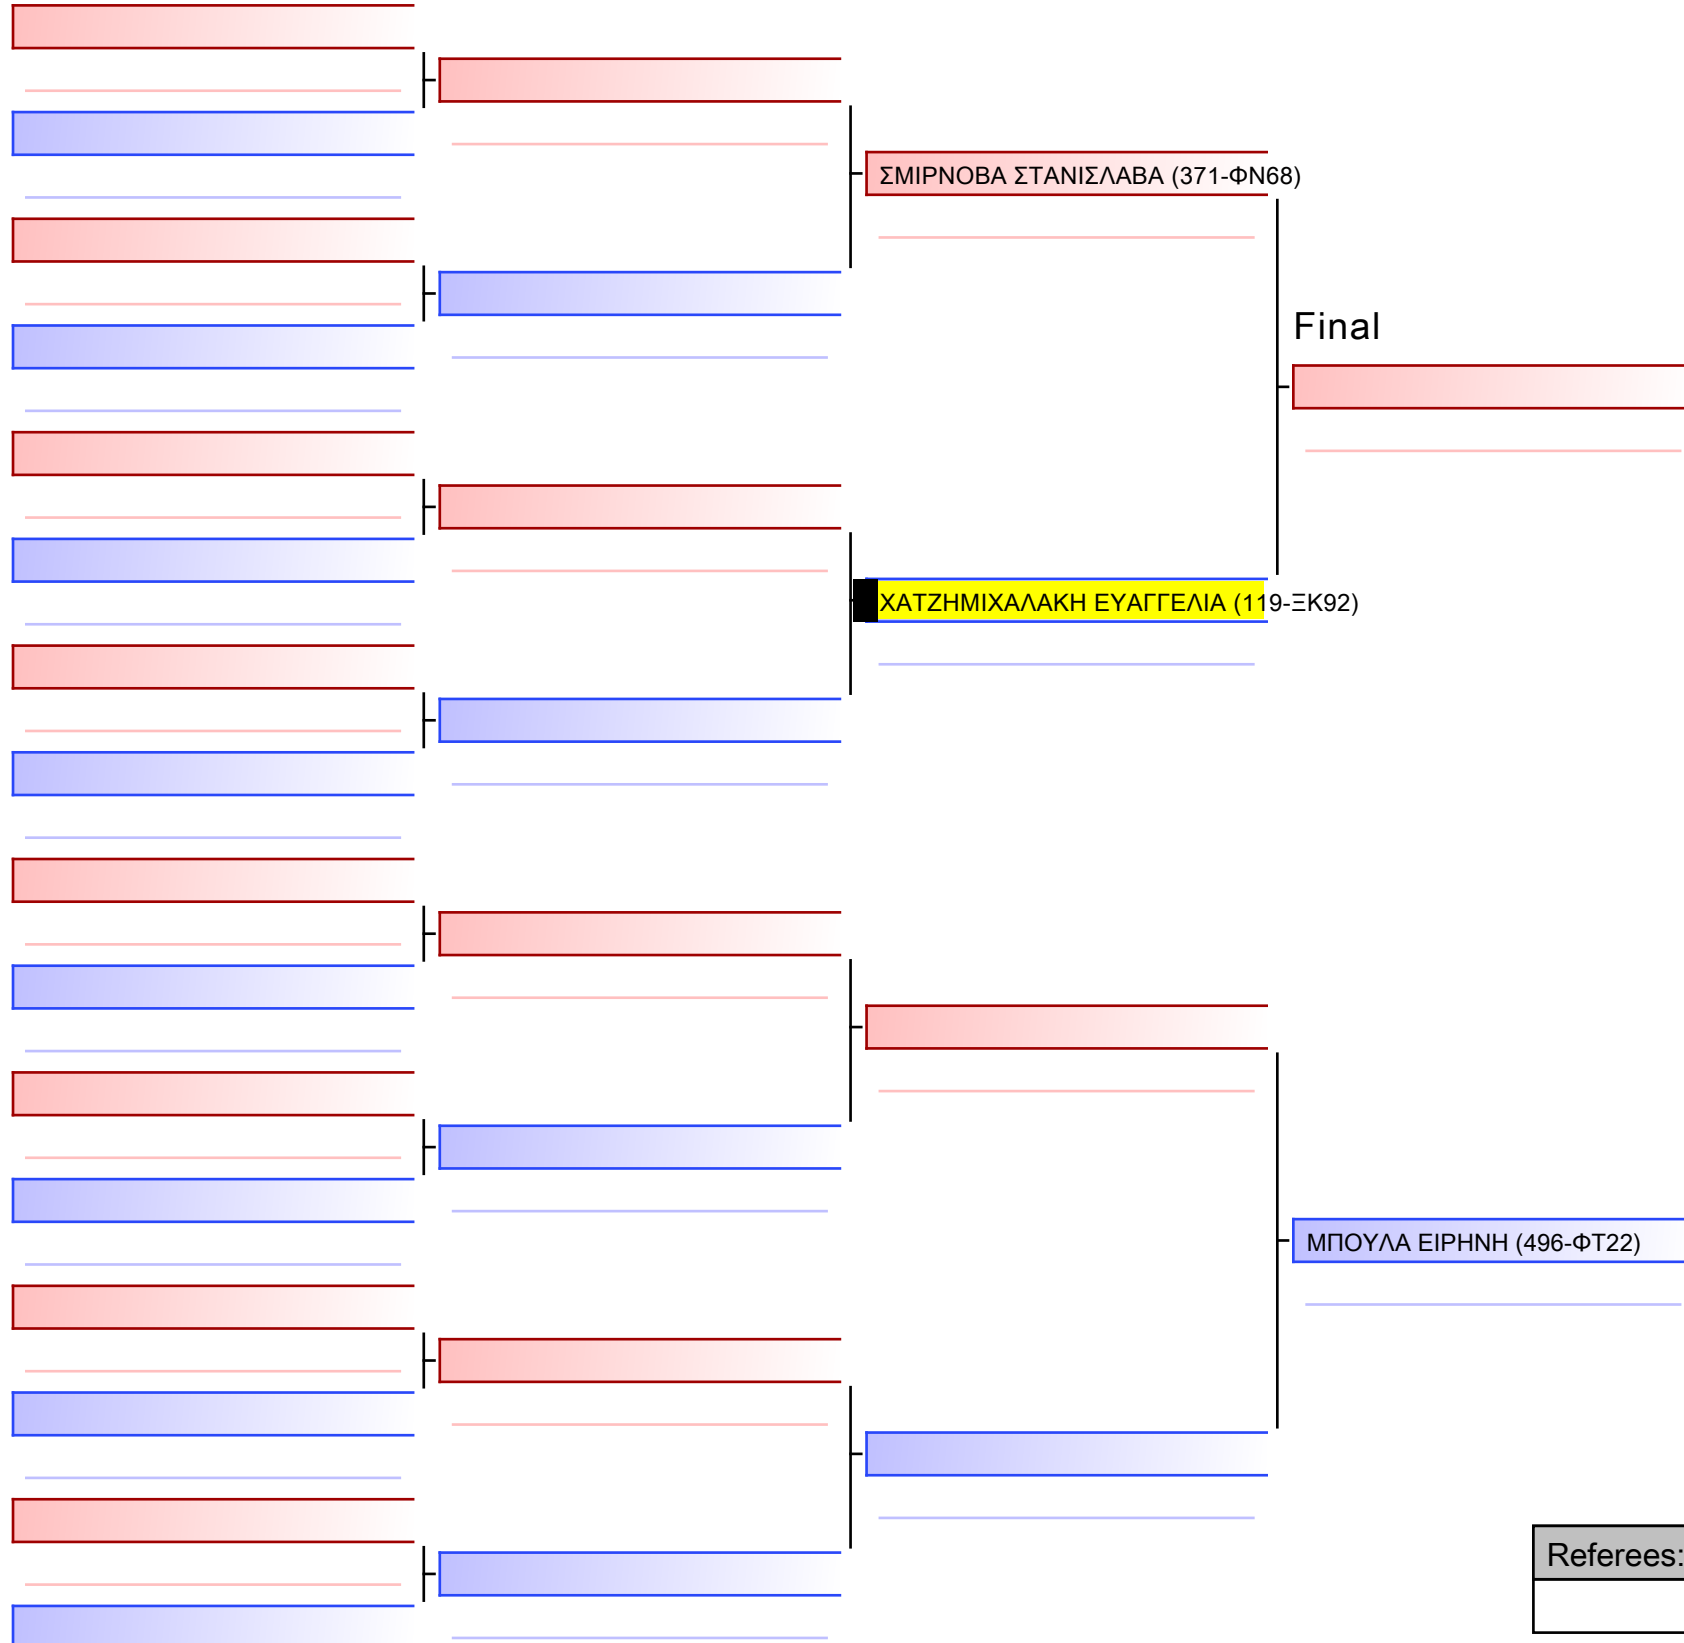 ΣΜΙΡΝΟΒΑ ΣΤΑΝΙΣΛΑΒΑ (371-ΦΝ68)
Final
ΧΑΤΖΗΜΙΧΑΛΑΚΗ ΕΥΑΓΓΕΛΙΑ (119-ΞΚ92)
ΜΠΟΥΛΑ ΕΙΡΗΝΗ (496-ΦΤ22)
Referees: